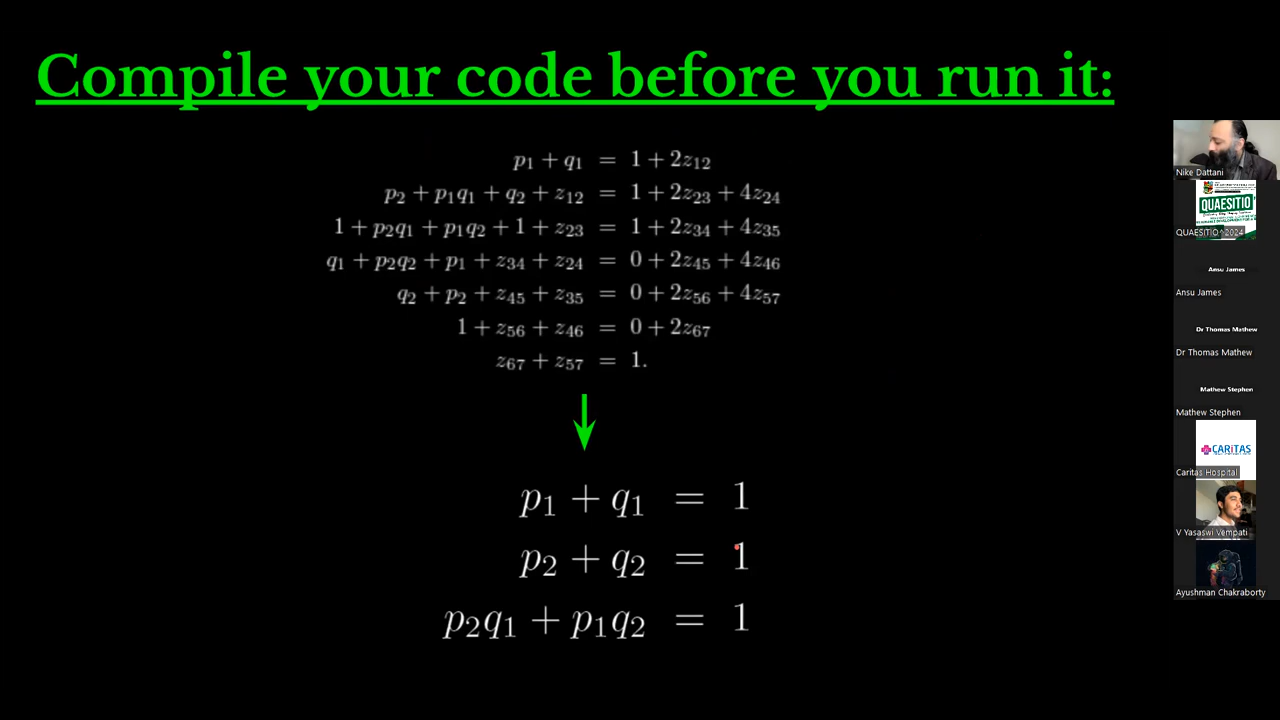 Compile your code before you run it:
p₁ + q₁ = 1 + 2z₁₂
p₂ + p₁q₁ + q₂ + z₁₂ = 1 + 2z₂₃ + 4z₂₄
1 + p₂q₁ + p₁q₂ + 1 + z₂₃ = 1 + 2z₃₄ + 4z₃₅
q₁ + p₂q₂ + p₁ + z₃₄ + z₂₄ = 0 + 2z₄₅ + 4z₄₆
q₂ + p₂ + z₄₅ + z₃₅ = 0 + 2z₅₆ + 4z₅₇
1 + z₅₆ + z₄₆ = 0 + 2z₆₇
z₆₇ + z₅₇ = 1.
p₁ + q₁ = 1
p₂ + q₂ = 1
p₂q₁ + p₁q₂ = 1
Nike Dattani
QUAESITIO
QUAESITIO 2024
Ansu James
Ansu James
Dr Thomas Mathew
Dr Thomas Mathew
Mathew Stephen
Mathew Stephen
CARITAS
Caritas Hospital
V Yasaswi Vempati
Ayushman Chakraborty